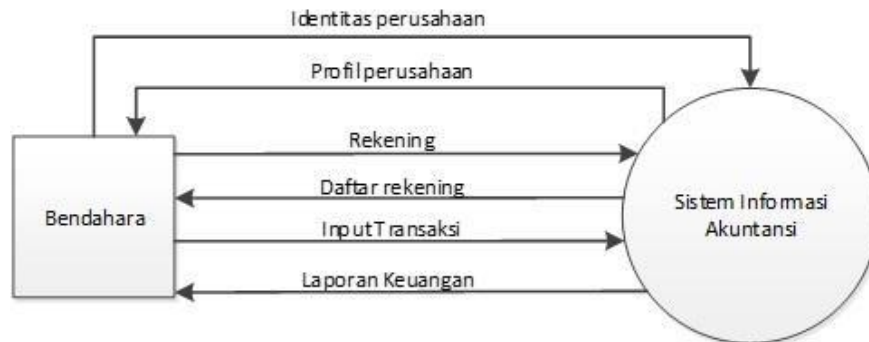 Identitas perusahaan
Profil perusahaan
Rekening
Daftar rekening
Input Transaksi
Laporan Keuangan
Bendahara
Sistem Informasi
Akuntansi